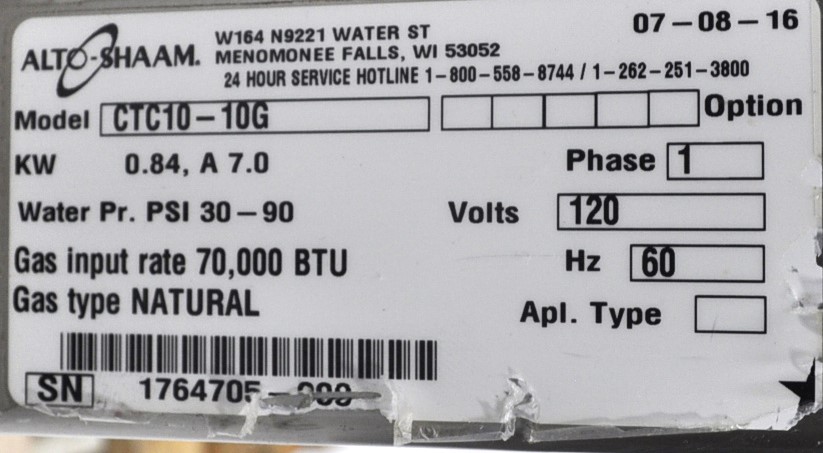 ALTO-SHAAM.
W164 N9221 WATER ST
MENOMONEE FALLS, WI 53052
24 HOUR SERVICE HOTLINE 1-800-558-8744 / 1-262-251-3800
07-08-16
Model CTC10-10G Option
KW 0.84, A 7.0 Phase 1
Water Pr. PSI 30-90 Volts 120
Gas input rate 70,000 BTU Hz 60
Gas type NATURAL Apl. Type
SN 1764705